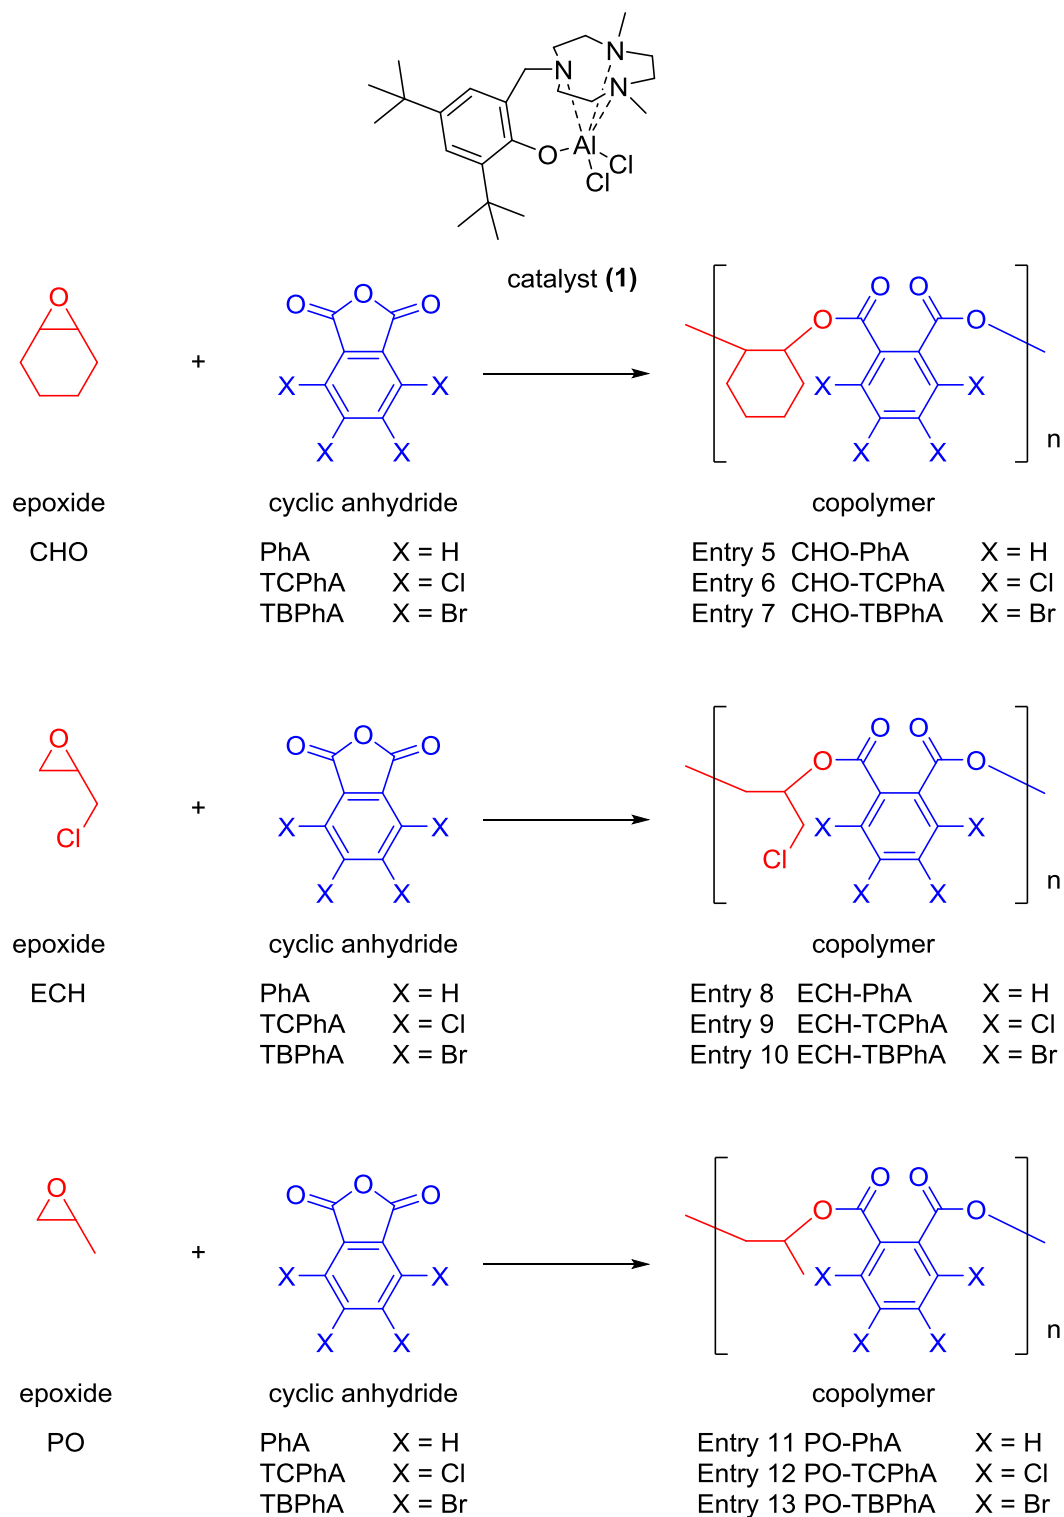 N
N
N
O
Al
Cl
Cl
catalyst (1)
O
+
O
O
O
X
X
X
X
O
O
O
O
X
X
X
X
n
epoxide
cyclic anhydride
copolymer
CHO
PhA X = H
TCPhA X = Cl
TBPhA X = Br
Entry 5 CHO-PhA X = H
Entry 6 CHO-TCPhA X = Cl
Entry 7 CHO-TBPhA X = Br
O
Cl
+
O
O
O
X
X
X
X
O
O
O
O
Cl
X
X
X
X
n
epoxide
cyclic anhydride
copolymer
ECH
PhA X = H
TCPhA X = Cl
TBPhA X = Br
Entry 8 ECH-PhA X = H
Entry 9 ECH-TCPhA X = Cl
Entry 10 ECH-TBPhA X = Br
O
+
O
O
O
X
X
X
X
O
O
O
O
X
X
X
X
n
epoxide
cyclic anhydride
copolymer
PO
PhA X = H
TCPhA X = Cl
TBPhA X = Br
Entry 11 PO-PhA X = H
Entry 12 PO-TCPhA X = Cl
Entry 13 PO-TBPhA X = Br